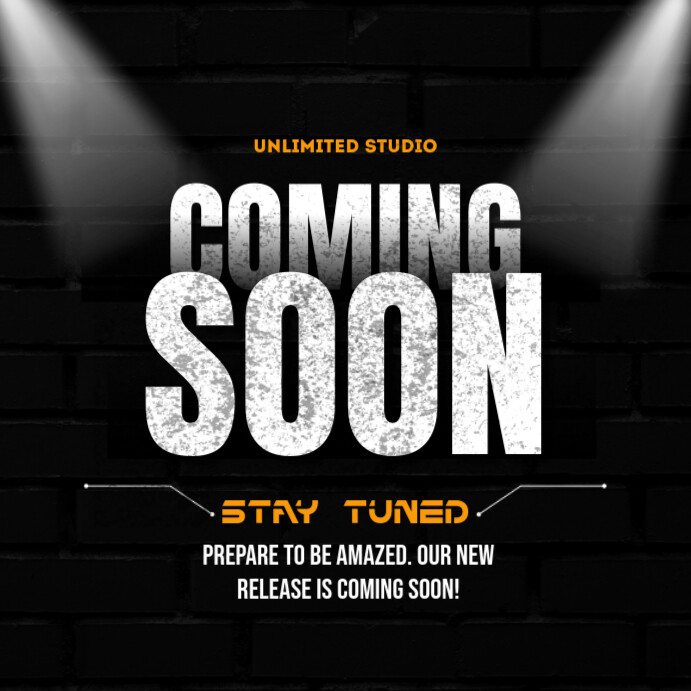 UNLIMITED STUDIO
COMING
SOON
STAY TUNED
PREPARE TO BE AMAZED. OUR NEW
RELEASE IS COMING SOON!